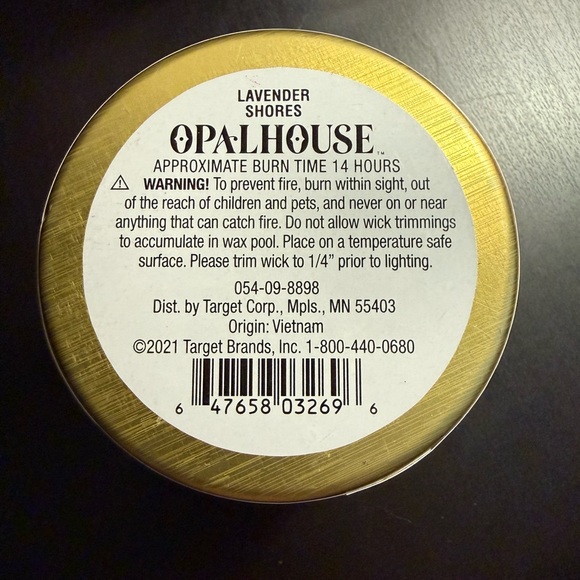 LAVENDER
SHORES
OPALHOUSE™
APPROXIMATE BURN TIME 14 HOURS
⚠ WARNING! To prevent fire, burn within sight, out
of the reach of children and pets, and never on or near
anything that can catch fire. Do not allow wick trimmings
to accumulate in wax pool. Place on a temperature safe
surface. Please trim wick to 1/4” prior to lighting.
054-09-8898
Dist. by Target Corp., Mpls., MN 55403
Origin: Vietnam
©2021 Target Brands, Inc. 1-800-440-0680
6 47658 03269 6